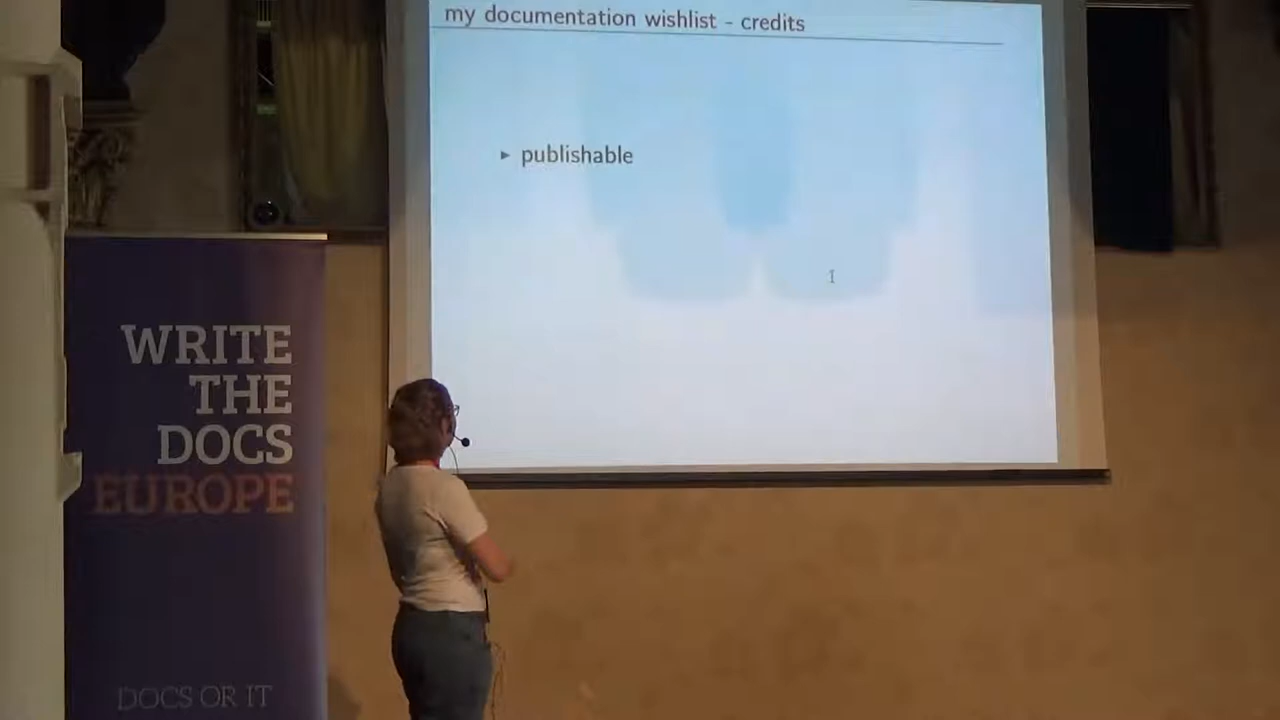 my documentation wishlist - credits
▸ publishable
WRITE
THE
DOCS
EUROPE
DOCS OR IT